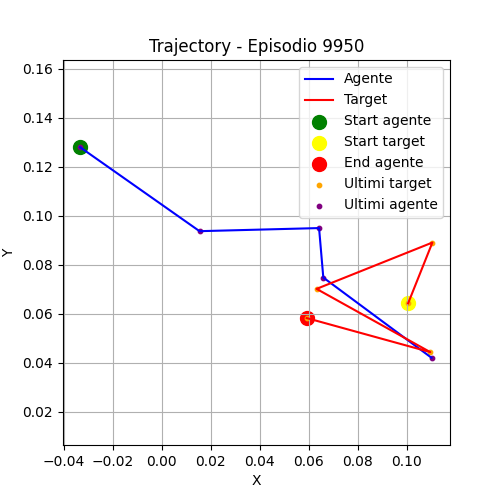 Trajectory - Episodio 9950
0.16
0.14
0.12
0.10
0.08
0.06
0.04
0.02
Y
Agente
Target
Start agente
Start target
End agente
Ultimi target
Ultimi agente
−0.04 −0.02 0.00 0.02 0.04 0.06 0.08 0.10
X